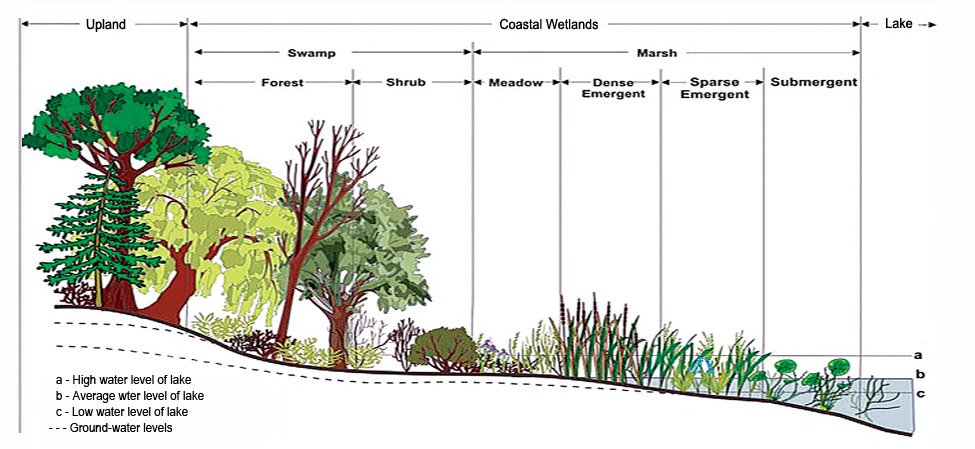 Upland
Coastal Wetlands
Lake
Swamp
Marsh
Forest
Shrub
Meadow
Dense
Emergent
Sparse
Emergent
Submergent
a
b
c
a - High water level of lake
b - Average wter level of lake
c - Low water level of lake
- - - Ground-water levels